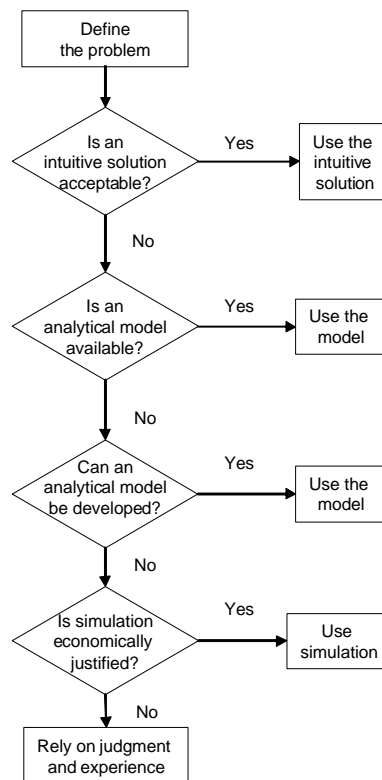 Define
the problem
Is an
intuitive solution
acceptable?
Yes
Use the
intuitive
solution
No
Is an
analytical model
available?
Yes
Use the
model
No
Can an
analytical model
be developed?
Yes
Use the
model
No
Is simulation
economically
justified?
Yes
Use
simulation
No
Rely on judgment
and experience